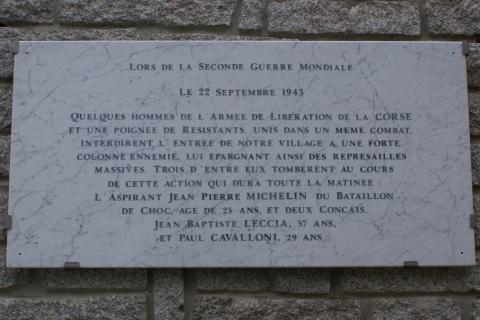 LORS DE LA SECONDE GUERRE MONDIALE
LE 22 SEPTEMBRE 1943
QUELQUES HOMMES DE L'ARMEE DE LIBERATION DE LA CORSE
ET UNE POIGNEE DE RESISTANTS, UNIS DANS UN MEME COMBAT,
INTERDIRENT L'ENTREE DE NOTRE VILLAGE A UNE FORTE
COLONNE ENNEMIE, LUI EPARGNANT AINSI DES REPRESAILLES
MASSIVES. TROIS D'ENTRE EUX TOMBERENT AU COURS
DE CETTE ACTION QUI DURA TOUTE LA MATINEE :
L'ASPIRANT JEAN PIERRE MICHELIN DU BATAILLON
DE CHOC, AGE DE 25 ANS, ET DEUX CONCAIS,
JEAN BAPTISTE LECCIA, 37 ANS,
ET PAUL CAVALLONI, 29 ANS